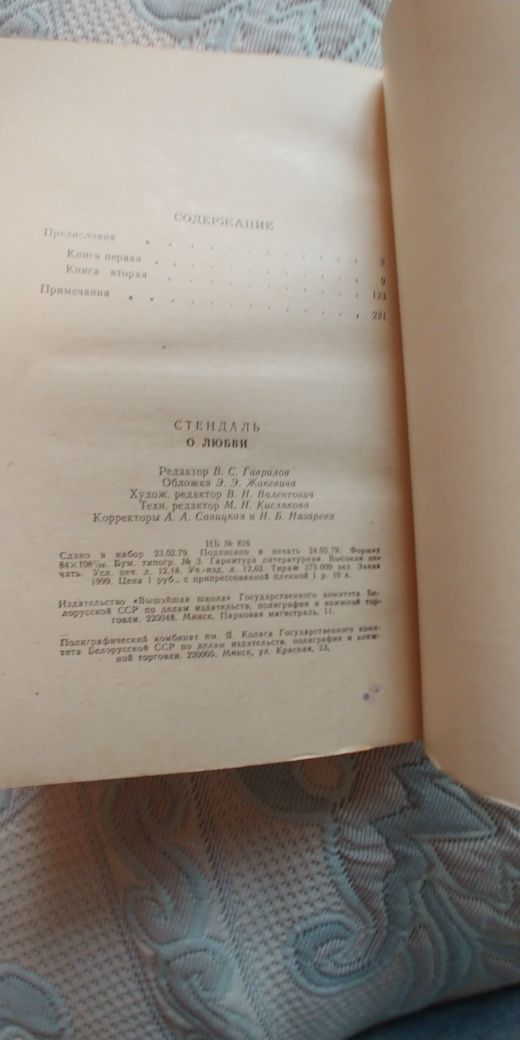 СОДЕРЖАНИЕ
Предисловия . . . . . . . . . 3
Книга первая . . . . . . . . . 9
Книга вторая . . . . . . . . . 123
Примечания . . . . . . . . . 221
СТЕНДАЛЬ
О ЛЮБВИ
Редактор В. С. Гаврилов
Обложка Э. Э. Жакевича
Худож. редактор В. Н. Валентович
Техн. редактор М. Н. Кислякова
Корректоры А. А. Савицкая и Н. Б. Назарева
ИБ № 826
Сдано в набор 23.02.79. Подписано в печать 24.05.79. Формат
84×108¹/₃₂. Бум. типогр. № 3. Гарнитура литературная. Высокая пе-
чать. Усл. печ. л. 12,18. Уч.-изд. л. 12,62. Тираж 375 000 экз. Заказ
1999. Цена 1 руб., с припрессованной пленкой 1 р. 10 к.
Издательство «Вышэйшая школа» Государственного комитета Бе-
лорусской ССР по делам издательств, полиграфии и книжной тор-
говли. 220048, Минск, Парковая магистраль, 11.
Полиграфический комбинат им. Я. Коласа Государственного коми-
тета Белорусской ССР по делам издательств, полиграфии и книж-
ной торговли. 220005, Минск, ул. Красная, 23.